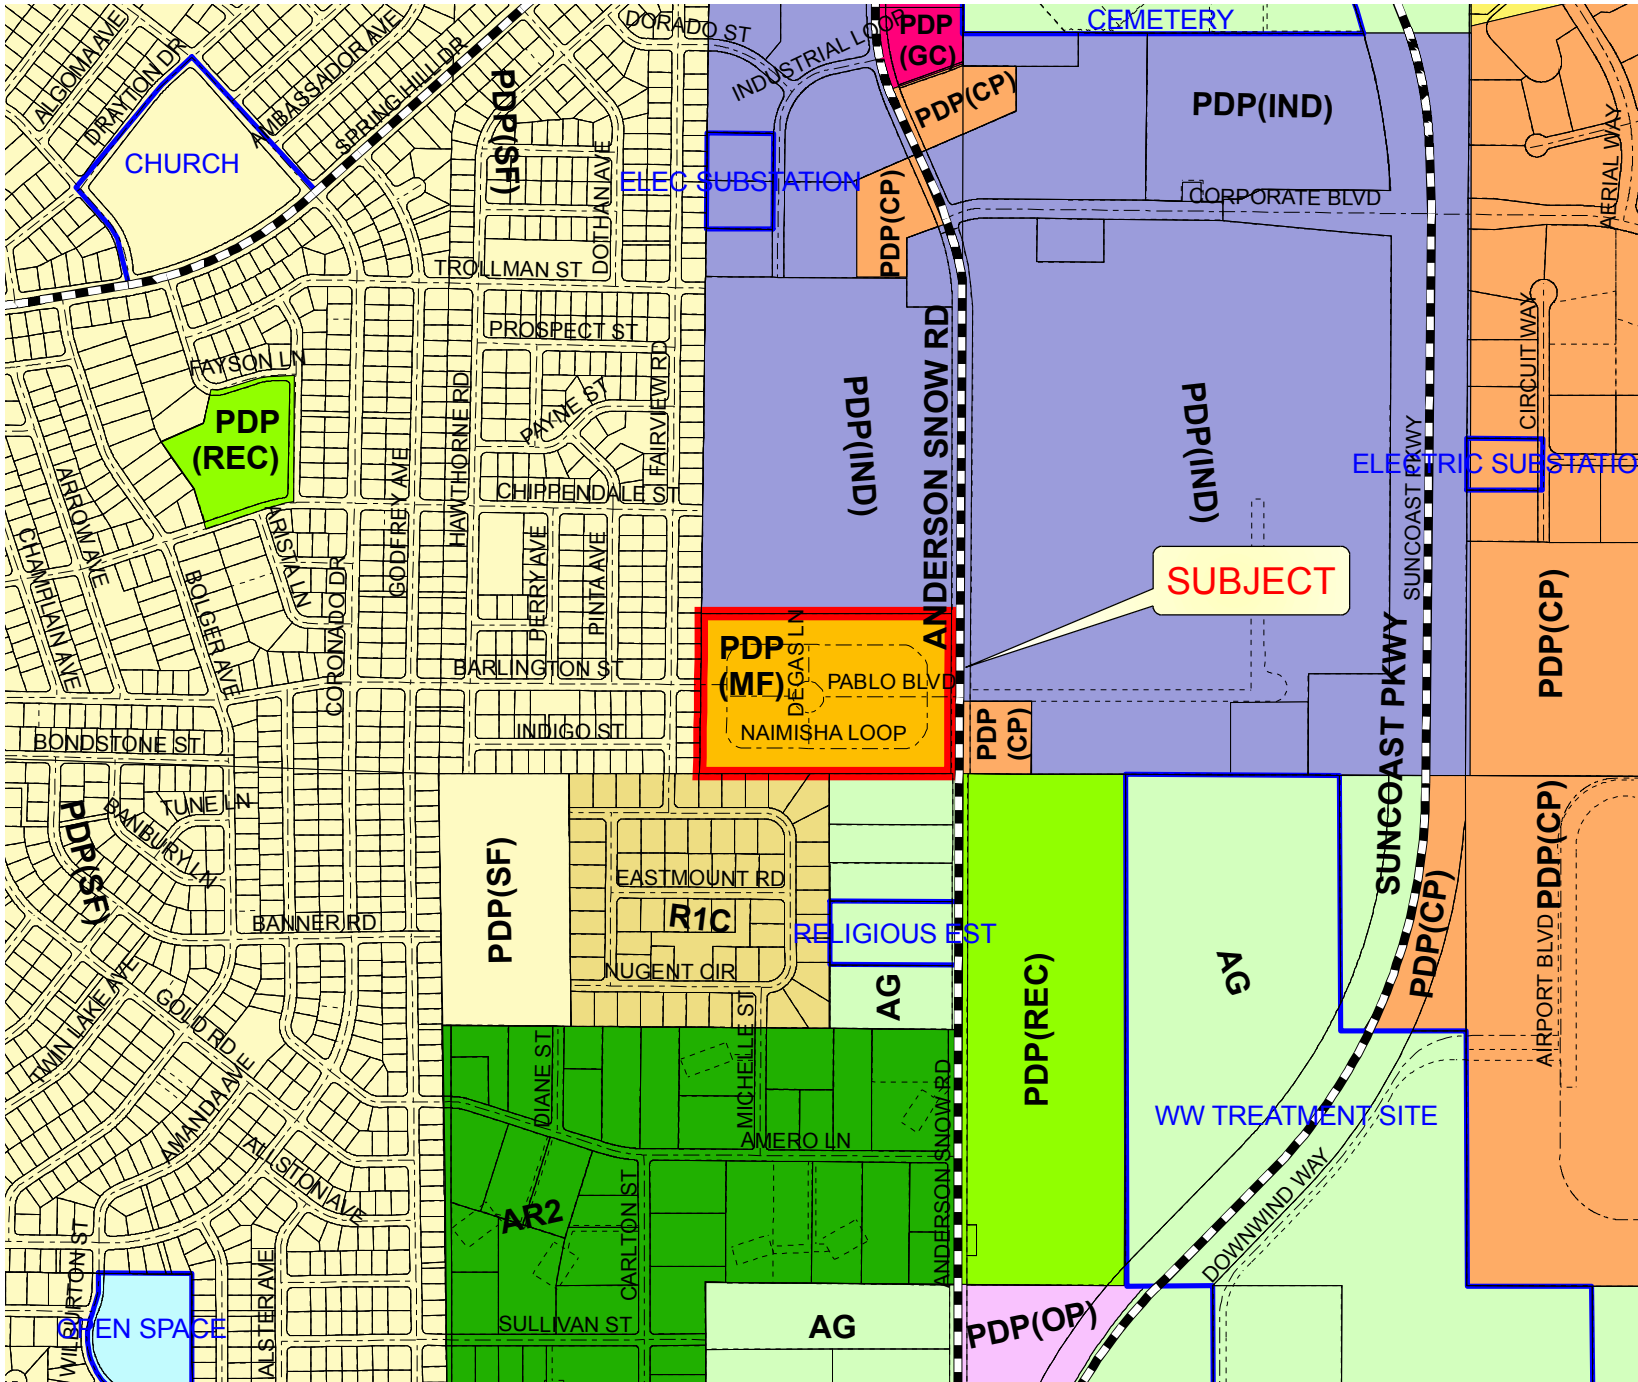 DORADO ST
PDP
(GC)
CEMETERY
ALGOMA AVE
DRAYTON DR
AMBASSADOR AVE
SPRING HILL DR
INDUSTRIAL LOOP
PDP(CP)
PDP(IND)
CHURCH
PDP(SF)
DOTHAN AVE
ELEC SUBSTATION
PDP(CP)
CORPORATE BLVD
AERIAL WAY
TROLLMAN ST
PROSPECT ST
FAYSON LN
PDP
(REC)
HAWTHORNE RD
PAYNE ST
FAIRVIEW RD
PDP(IND)
ANDERSON SNOW RD
PDP(IND)
SUNCOAST PKWY
CIRCUIT WAY
ELECTRIC SUBSTATIO
CHIPPENDALE ST
ARROW AVE
CHAMPLAN AVE
ARISTA LN
BOLGER AVE
CORONADO DR
GODFREY AVE
PERRY AVE
PINTA AVE
SUBJECT
PDP(CP)
BARLINGTON ST
PDP
(MF)
DEGAS LN
PABLO BLVD
NAIMISHA LOOP
INDIGO ST
BONDSTONE ST
PDP
(CP)
SUNCOAST PKWY
TUNE LN
BANBURY LN
PDP(SF)
PDP(SF)
EASTMOUNT RD
R1C
NUGENT CIR
BANNER RD
RELIGIOUS EST
AG
PDP(REC)
AG
PDP(CP)
PDP(CP)
AIRPORT BLVD
TWIN LAKE AVE
GOLD RD E
AMANDA AVE
ALLSTON AVE
DIANE ST
MICHELLE ST
AMERO LN
ANDERSON SNOW RD
WW TREATMENT SITE
DOWNWIND WAY
AR2
CARLTON ST
WILBURTON ST
OPEN SPACE
ALSTER AVE
SULLIVAN ST
AG
PDP(OP)